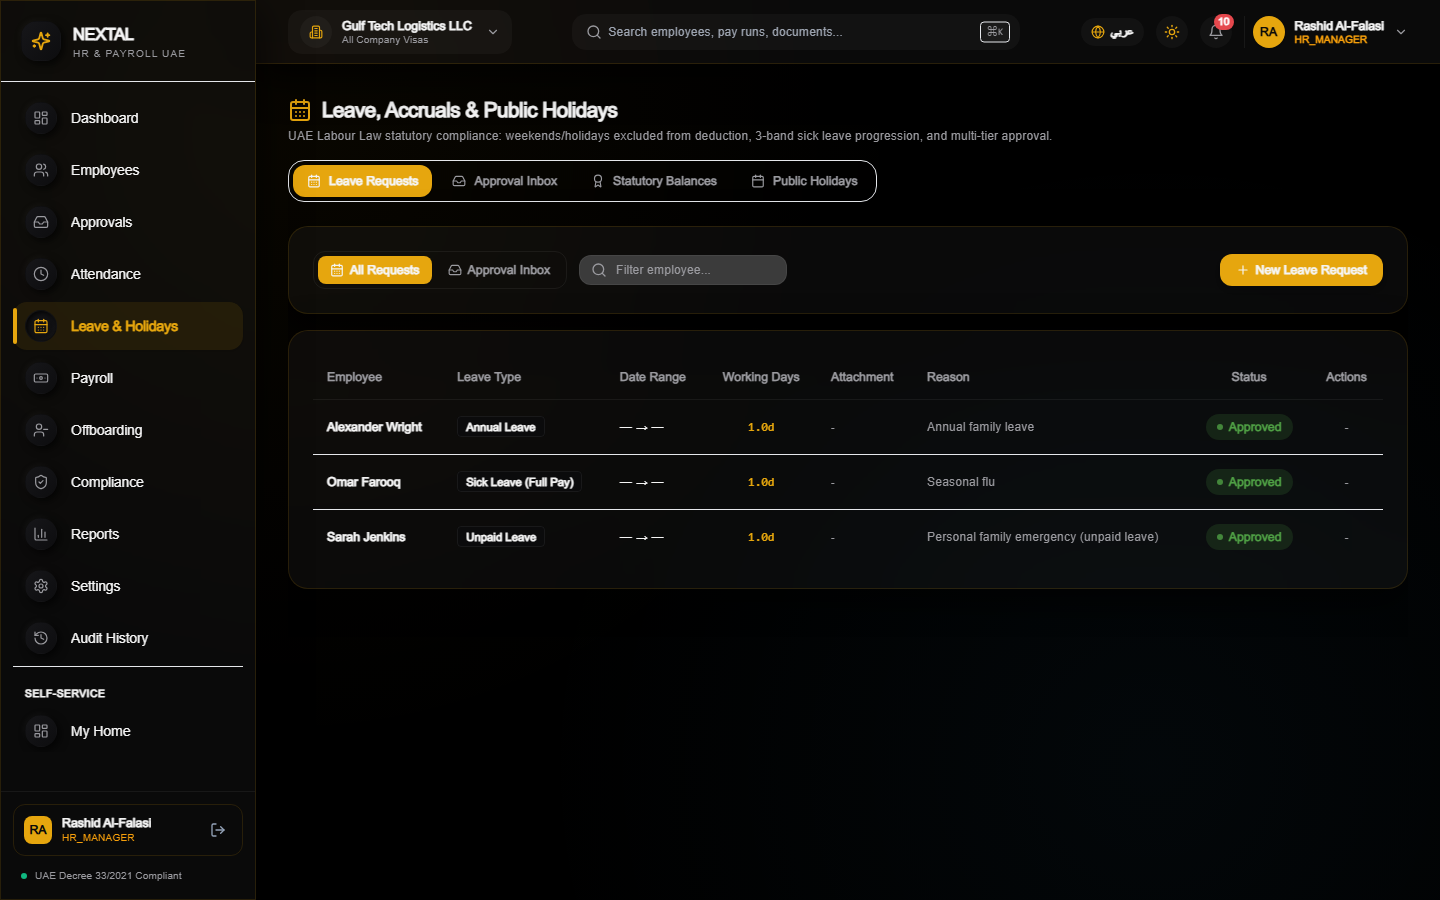 NEXTAL
HR & PAYROLL UAE
Dashboard
Employees
Approvals
Attendance
Leave & Holidays
Payroll
Offboarding
Compliance
Reports
Settings
Audit History
SELF-SERVICE
My Home
RA
Rashid Al-Falasi
HR_MANAGER
UAE Decree 33/2021 Compliant
Gulf Tech Logistics LLC
All Company Visas
Search employees, pay runs, documents...
⌘K
عربي
10
RA
Rashid Al-Falasi
HR_MANAGER
Leave, Accruals & Public Holidays
UAE Labour Law statutory compliance: weekends/holidays excluded from deduction, 3-band sick leave progression, and multi-tier approval.
Leave Requests Approval Inbox Statutory Balances Public Holidays
All Requests Approval Inbox Filter employee... + New Leave Request
Employee Leave Type Date Range Working Days Attachment Reason Status Actions
Alexander Wright Annual Leave — → — 1.0d - Annual family leave Approved -
Omar Farooq Sick Leave (Full Pay) — → — 1.0d - Seasonal flu Approved -
Sarah Jenkins Unpaid Leave — → — 1.0d - Personal family emergency (unpaid leave) Approved -